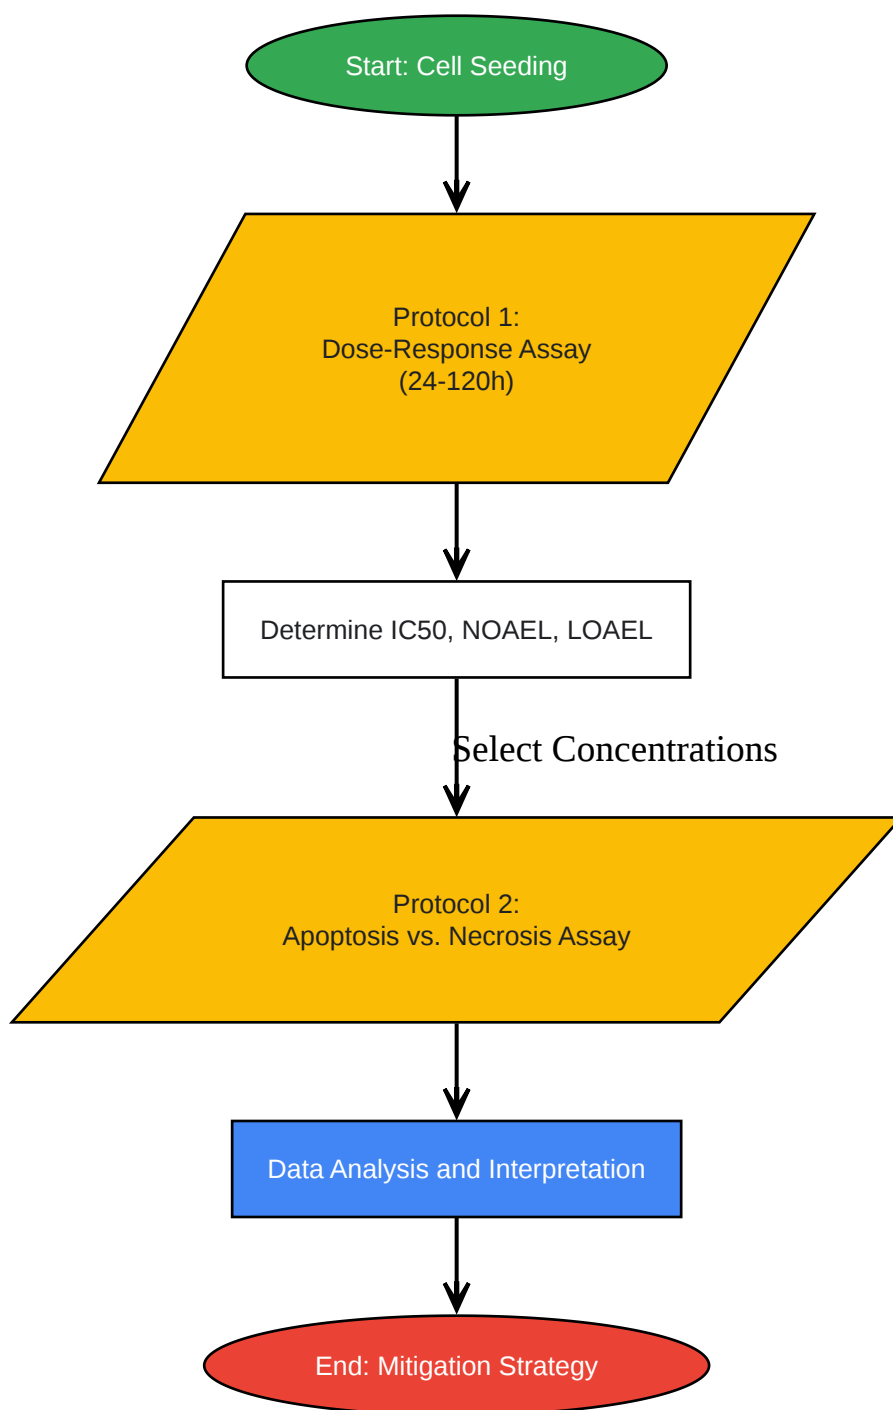 Start: Cell Seeding
Protocol 1:
Dose-Response Assay
(24-120h)
Determine IC50, NOAEL, LOAEL
Select Concentrations
Protocol 2:
Apoptosis vs. Necrosis Assay
Data Analysis and Interpretation
End: Mitigation Strategy